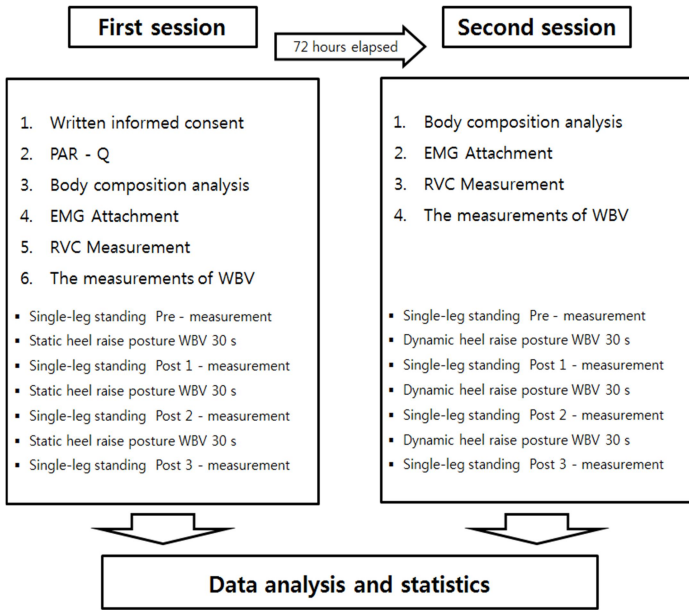 First session
72 hours elapsed
Second session
1. Written informed consent
2. PAR - Q
3. Body composition analysis
4. EMG Attachment
5. RVC Measurement
6. The measurements of WBV
▪ Single-leg standing Pre - measurement
▪ Static heel raise posture WBV 30 s
▪ Single-leg standing Post 1 - measurement
▪ Static heel raise posture WBV 30 s
▪ Single-leg standing Post 2 - measurement
▪ Static heel raise posture WBV 30 s
▪ Single-leg standing Post 3 - measurement
1. Body composition analysis
2. EMG Attachment
3. RVC Measurement
4. The measurements of WBV
▪ Single-leg standing Pre - measurement
▪ Dynamic heel raise posture WBV 30 s
▪ Single-leg standing Post 1 - measurement
▪ Dynamic heel raise posture WBV 30 s
▪ Single-leg standing Post 2 - measurement
▪ Dynamic heel raise posture WBV 30 s
▪ Single-leg standing Post 3 - measurement
Data analysis and statistics